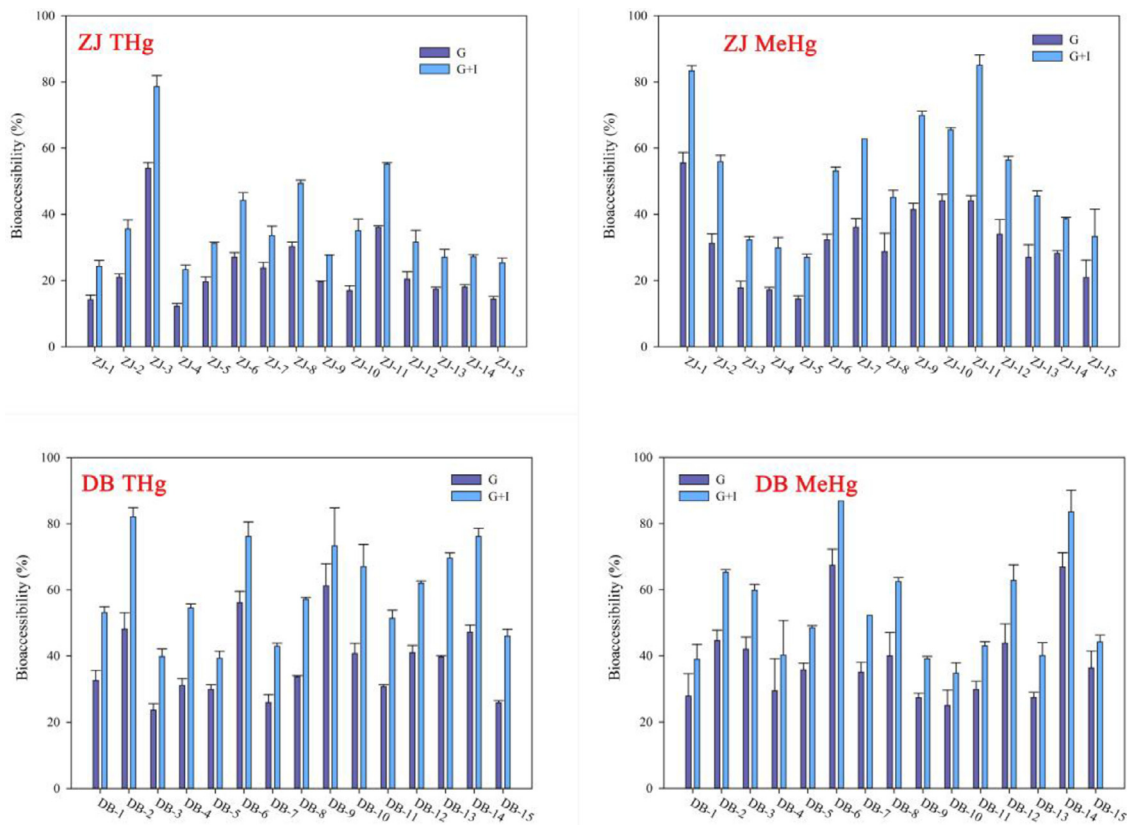 ZJ THg
G
G+I
Bioaccessibility (%)
100
80
60
40
20
0
ZJ-1 ZJ-2 ZJ-3 ZJ-4 ZJ-5 ZJ-6 ZJ-7 ZJ-8 ZJ-9 ZJ-10 ZJ-11 ZJ-12 ZJ-13 ZJ-14 ZJ-15
ZJ MeHg
G
G+I
Bioaccessibility (%)
100
80
60
40
20
0
ZJ-1 ZJ-2 ZJ-3 ZJ-4 ZJ-5 ZJ-6 ZJ-7 ZJ-8 ZJ-9 ZJ-10 ZJ-11 ZJ-12 ZJ-13 ZJ-14 ZJ-15
DB THg
G
G+I
Bioaccessibility (%)
100
80
60
40
20
0
DB-1 DB-2 DB-3 DB-4 DB-5 DB-6 DB-7 DB-8 DB-9 DB-10 DB-11 DB-12 DB-13 DB-14 DB-15
G
G+I
DB MeHg
Bioaccessibility (%)
100
80
60
40
20
0
DB-1 DB-2 DB-3 DB-4 DB-5 DB-6 DB-7 DB-8 DB-9 DB-10 DB-11 DB-12 DB-13 DB-14 DB-15